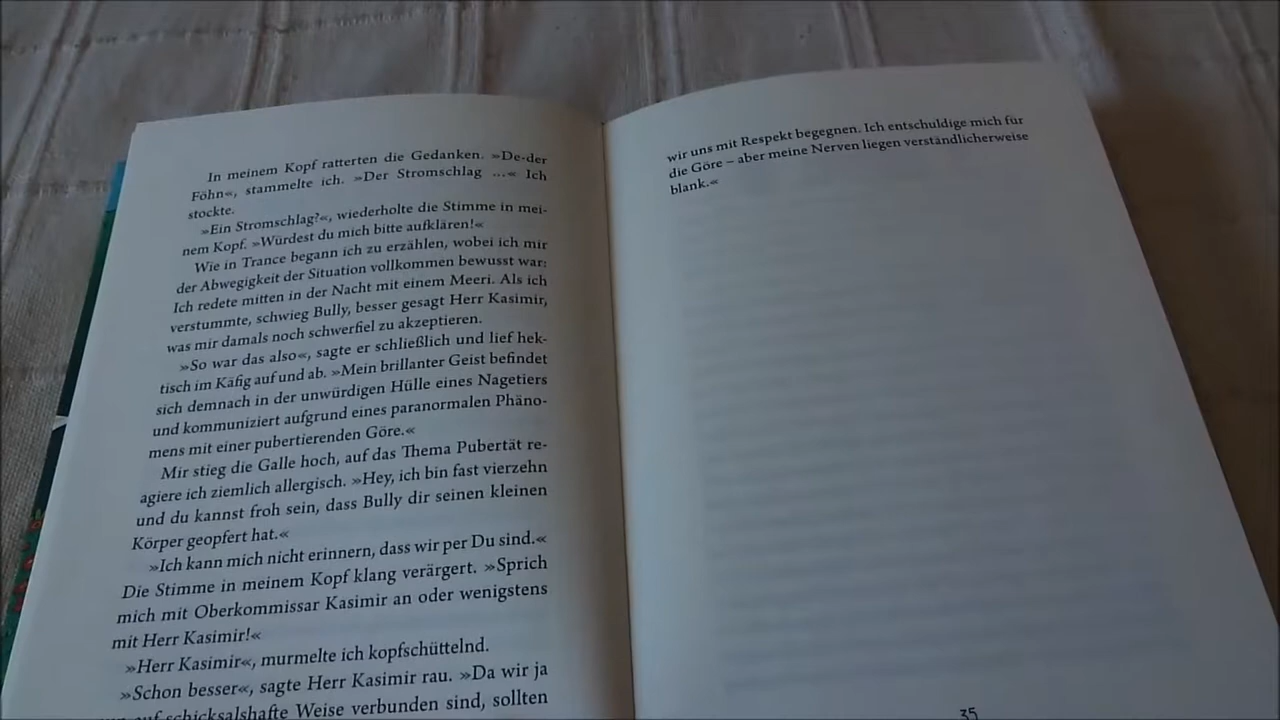 In meinem Kopf ratterten die Gedanken. »De-der
Föhn«, stammelte ich. »Der Stromschlag ...« Ich
stockte.
»Ein Stromschlag?«, wiederholte die Stimme in mei-
nem Kopf. »Würdest du mich bitte aufklären!«
Wie in Trance begann ich zu erzählen, wobei ich mir
der Abwegigkeit der Situation vollkommen bewusst war:
Ich redete mitten in der Nacht mit einem Meeri. Als ich
verstummte, schwieg Bully, besser gesagt Herr Kasimir,
was mir damals noch schwerfiel zu akzeptieren.
»So war das also«, sagte er schließlich und lief hek-
tisch im Käfig auf und ab. »Mein brillanter Geist befindet
sich demnach in der unwürdigen Hülle eines Nagetiers
und kommuniziert aufgrund eines paranormalen Phäno-
mens mit einer pubertierenden Göre.«
Mir stieg die Galle hoch, auf das Thema Pubertät re-
agiere ich ziemlich allergisch. »Hey, ich bin fast vierzehn
und du kannst froh sein, dass Bully dir seinen kleinen
Körper geopfert hat.«
»Ich kann mich nicht erinnern, dass wir per Du sind.«
Die Stimme in meinem Kopf klang verärgert. »Sprich
mich mit Oberkommissar Kasimir an oder wenigstens
mit Herr Kasimir!«
»Herr Kasimir«, murmelte ich kopfschüttelnd.
»Schon besser«, sagte Herr Kasimir rau. »Da wir ja
auf schicksalshafte Weise verbunden sind, sollten
wir uns mit Respekt begegnen. Ich entschuldige mich für
die Göre – aber meine Nerven liegen verständlicherweise
blank.«
35